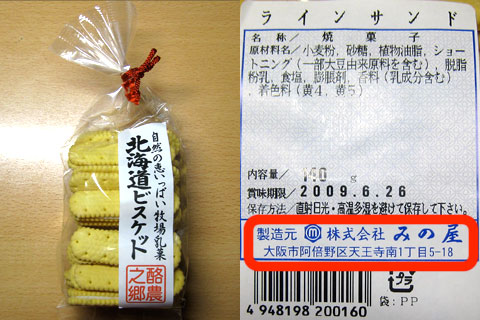 自然の恵いっぱい牧場乳菓
北海道ビスケット
酪農之郷
ラインサンド
名称/焼菓子
原材料名/小麦粉、砂糖、植物油脂、ショー
トニング(一部大豆由来原料を含む)、脱脂
粉乳、食塩、膨脹剤、香料(乳成分含む)
、着色料(黄4、黄5)
内容量/ 140 g
賞味期限 2009.6.26
保存方法/直射日光・高温多湿を避けて保存して下さい。
製造元 株式会社 みの屋
大阪市阿倍野区天王寺南1丁目5-18
プラ
袋:PP
4948198200160